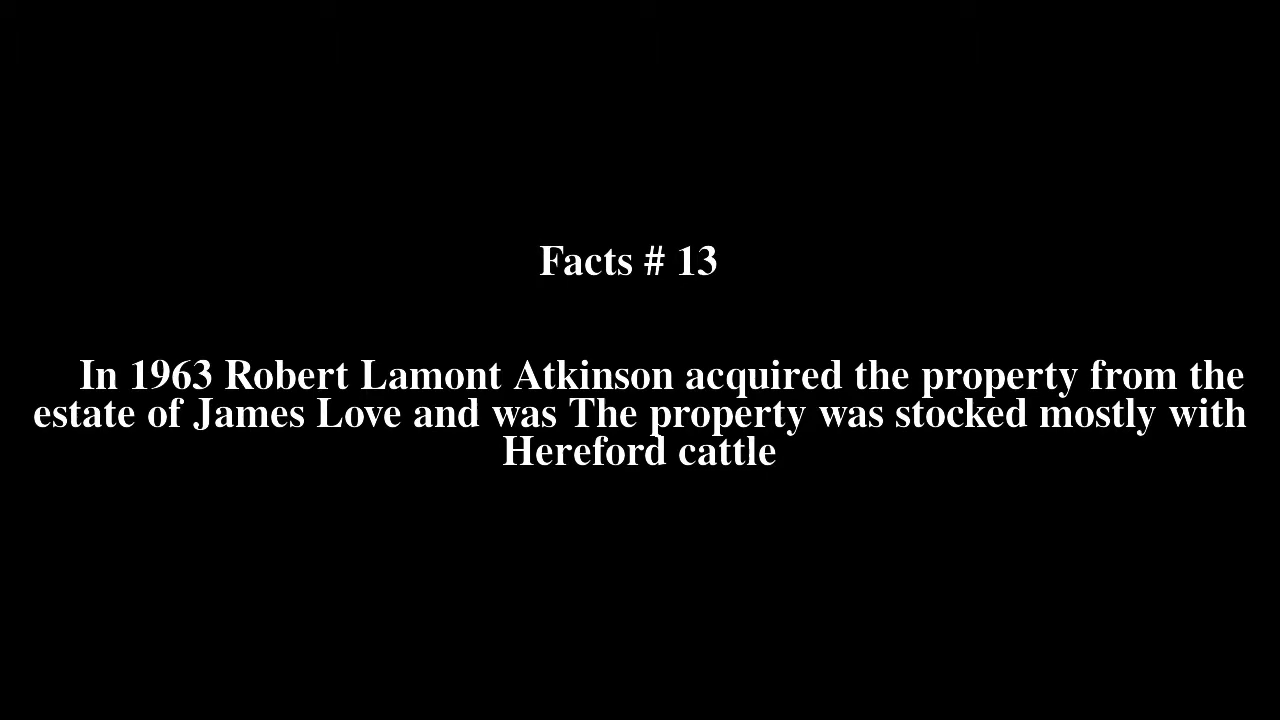 Facts # 13
In 1963 Robert Lamont Atkinson acquired the property from the
estate of James Love and was The property was stocked mostly with
Hereford cattle